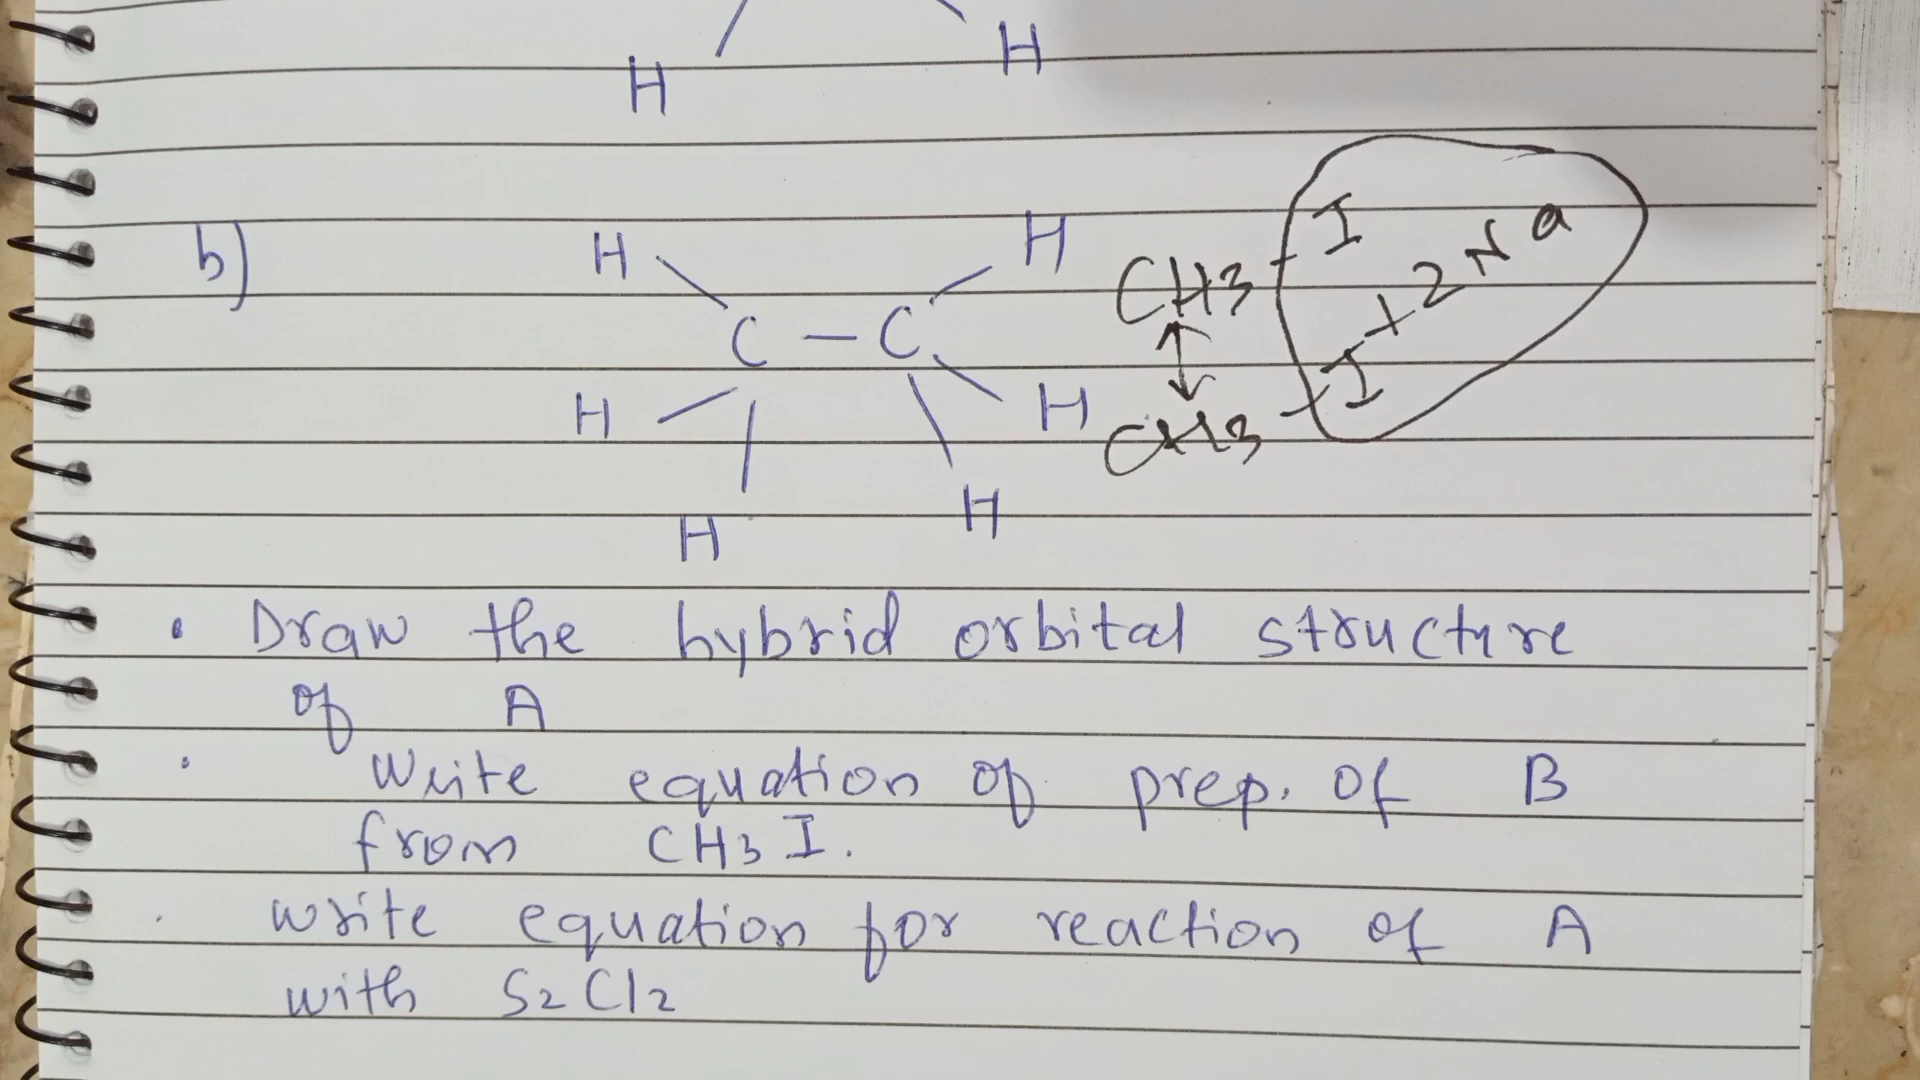 H H
b) H H
C - C
H H
H H
CH3 - I
+ 2Na
CH3 - I
• Draw the hybrid orbital structure
of A
• Write equation of prep. of B
from CH3 I.
. write equation for reaction of A
with S2Cl2